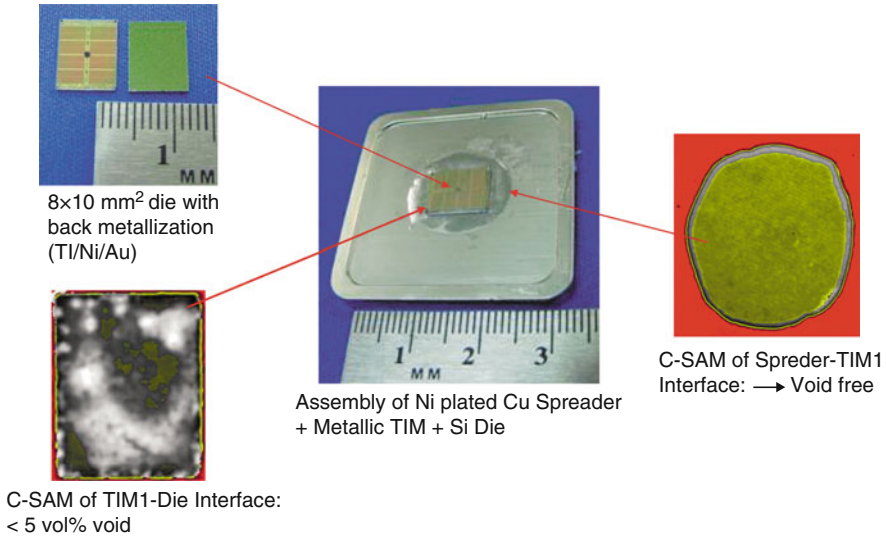 1
M M
8×10 mm² die with
back metallization
(TI/Ni/Au)
1 2 3
M M
Assembly of Ni plated Cu Spreader
+ Metallic TIM + Si Die
C-SAM of Spreder-TIM1
Interface: → Void free
C-SAM of TIM1-Die Interface:
< 5 vol% void